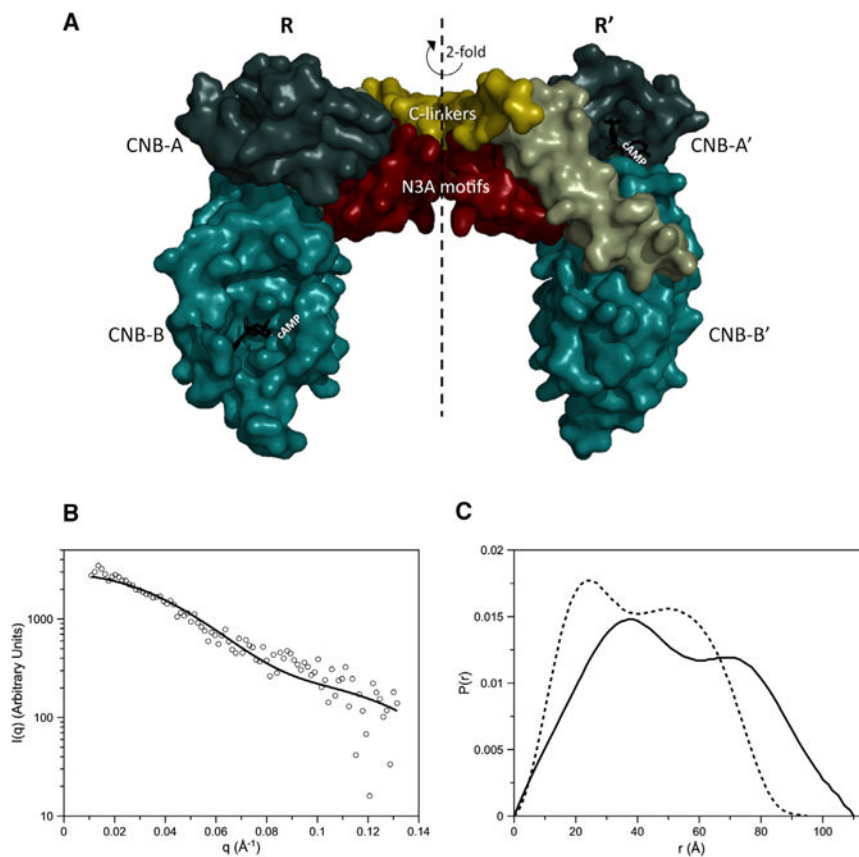 A
R
R'
2-fold
C-linkers
CNB-A
CNB-A'
cAMP
N3A motifs
CNB-B
cAMP
CNB-B'
B
C
I(q) (Arbitrary Units)
1000
100
10
0
0.02
0.04
0.06
0.08
0.1
0.12
0.14
q (Å-1)
P(r)
0.02
0.015
0.01
0.005
0
0
20
40
60
80
100
r (Å)